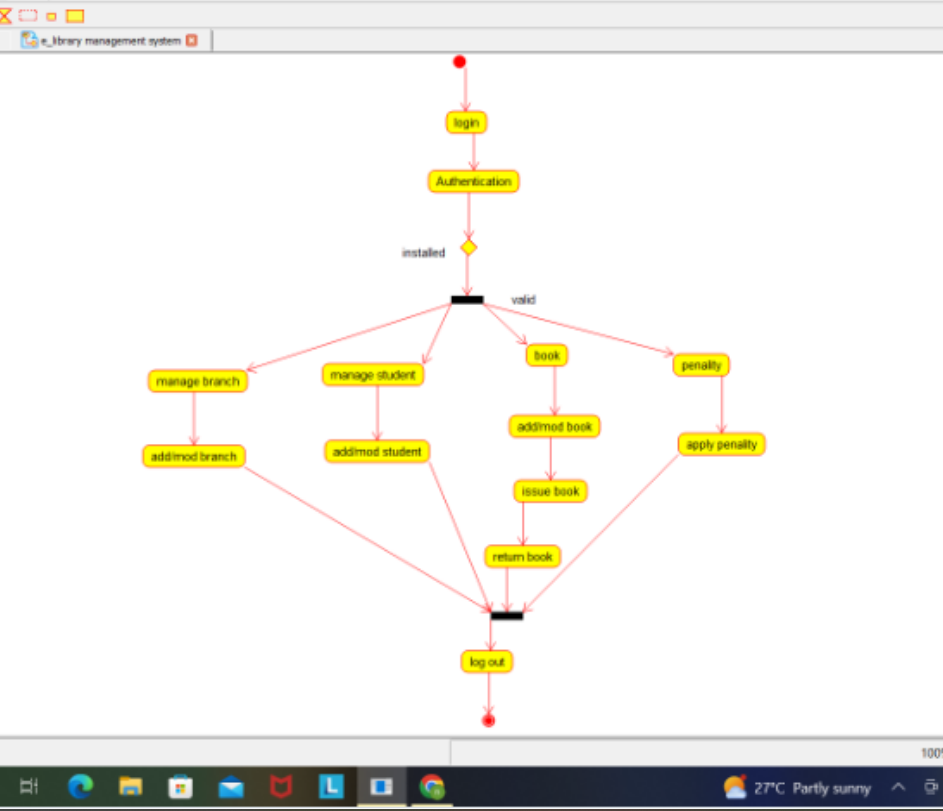 e_library management system
login
Authentication
installed
valid
manage branch
manage student
book
penality
add/mod branch
add/mod student
add/mod book
apply penality
issue book
return book
log out
100%
27°C Partly sunny